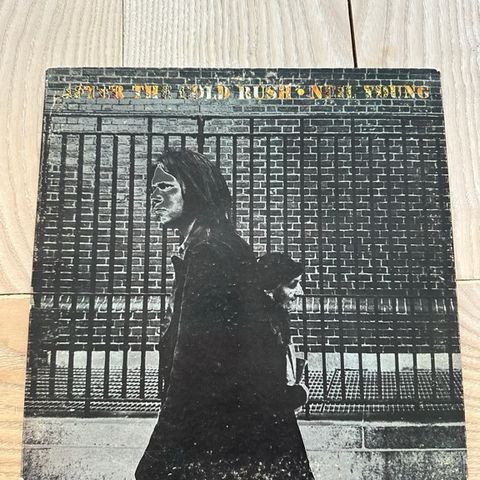 AFTER THE GOLD RUSH • NEIL YOUNG